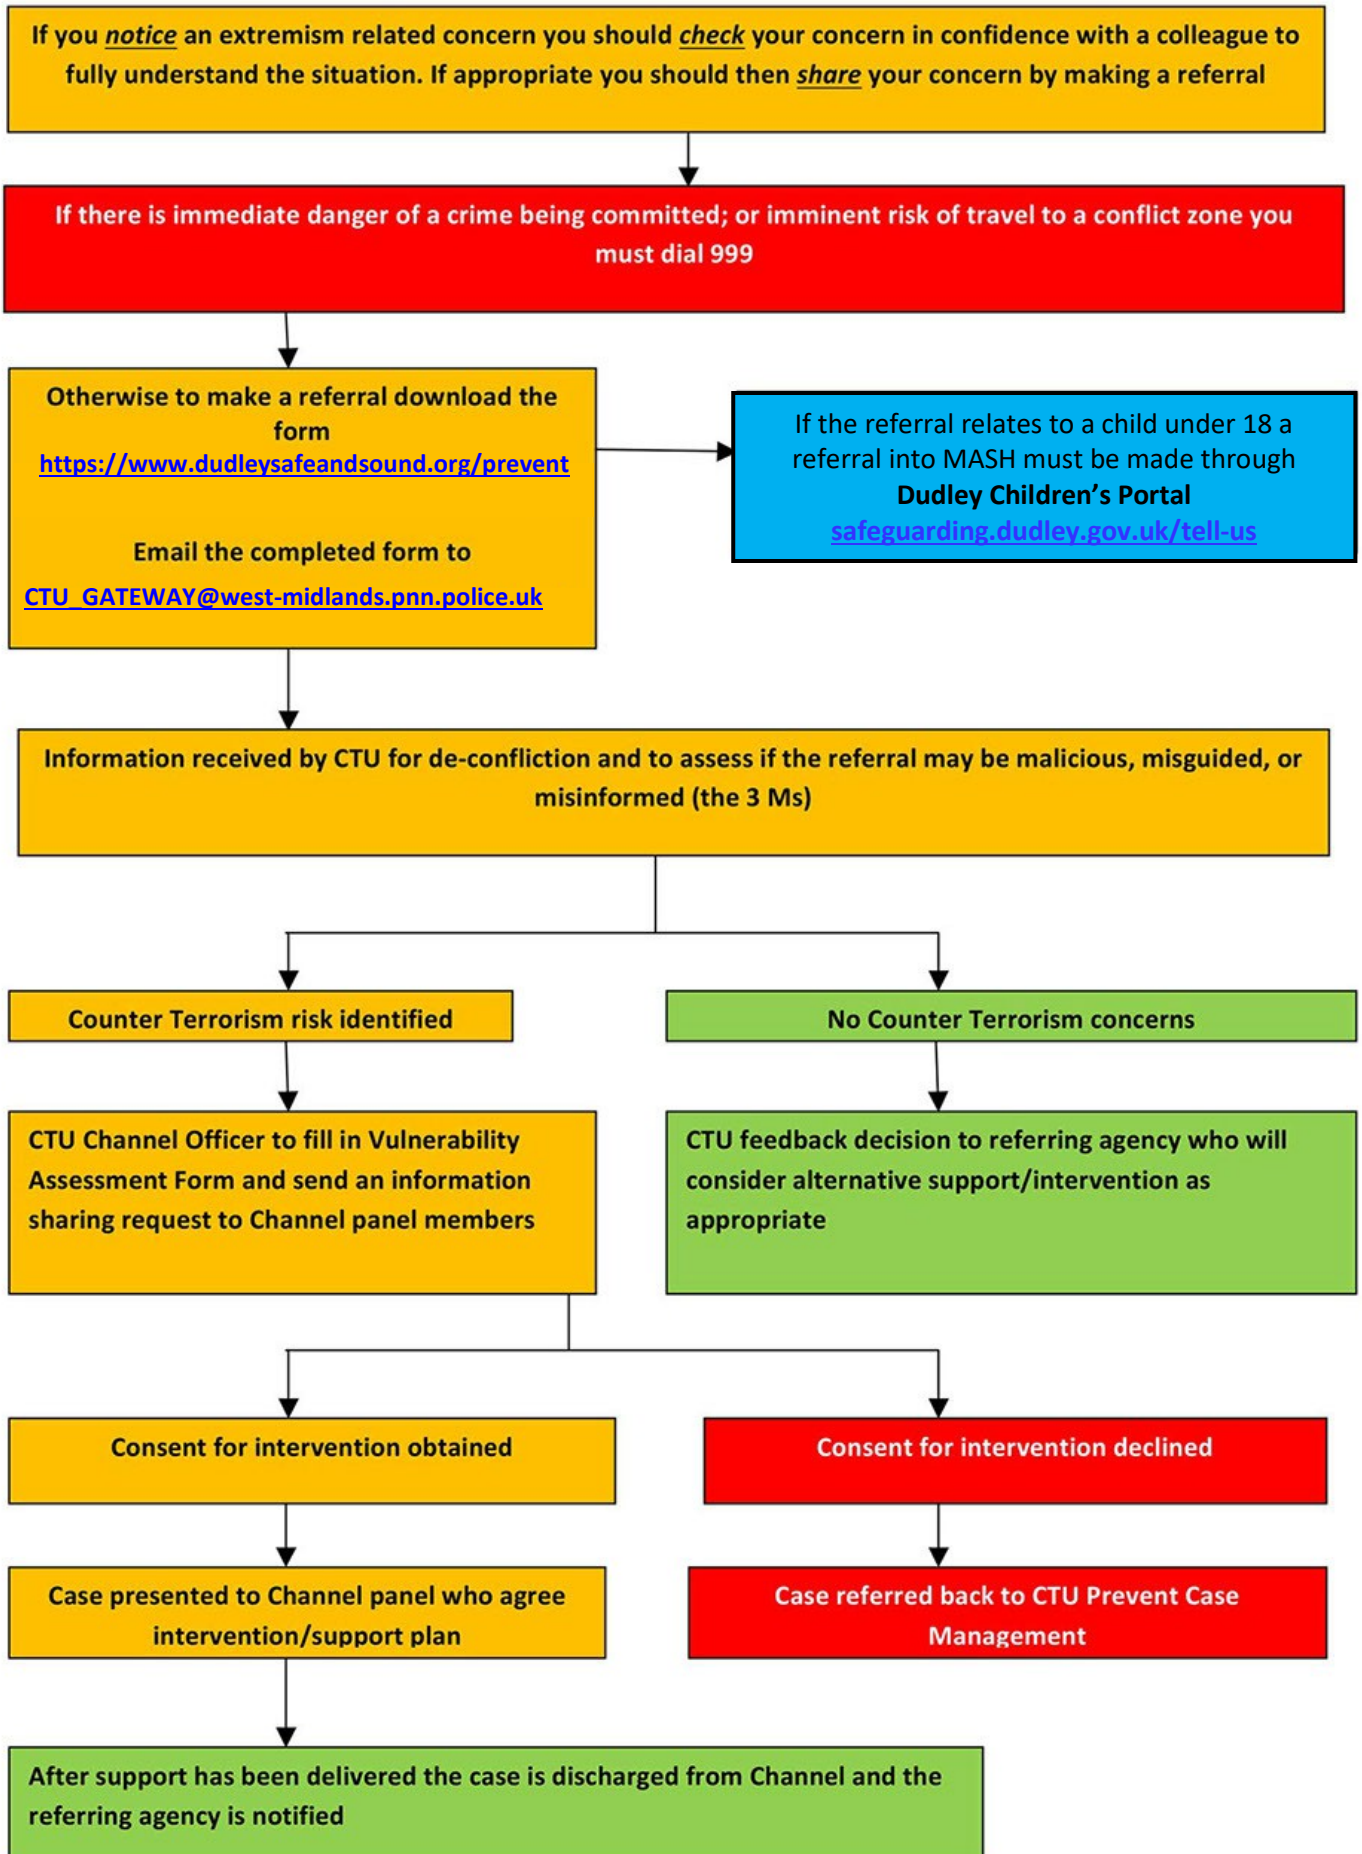 If you notice an extremism related concern you should check your concern in confidence with a colleague to
fully understand the situation. If appropriate you should then share your concern by making a referral
If there is immediate danger of a crime being committed; or imminent risk of travel to a conflict zone you
must dial 999
Otherwise to make a referral download the
form
https://www.dudleysafeandsound.org/prevent
Email the completed form to
CTU_GATEWAY@west-midlands.pnn.police.uk
If the referral relates to a child under 18 a
referral into MASH must be made through
Dudley Children’s Portal
safeguarding.dudley.gov.uk/tell-us
Information received by CTU for de-confliction and to assess if the referral may be malicious, misguided, or
misinformed (the 3 Ms)
Counter Terrorism risk identified
No Counter Terrorism concerns
CTU Channel Officer to fill in Vulnerability
Assessment Form and send an information
sharing request to Channel panel members
CTU feedback decision to referring agency who will
consider alternative support/intervention as
appropriate
Consent for intervention obtained
Consent for intervention declined
Case presented to Channel panel who agree
intervention/support plan
Case referred back to CTU Prevent Case
Management
After support has been delivered the case is discharged from Channel and the
referring agency is notified